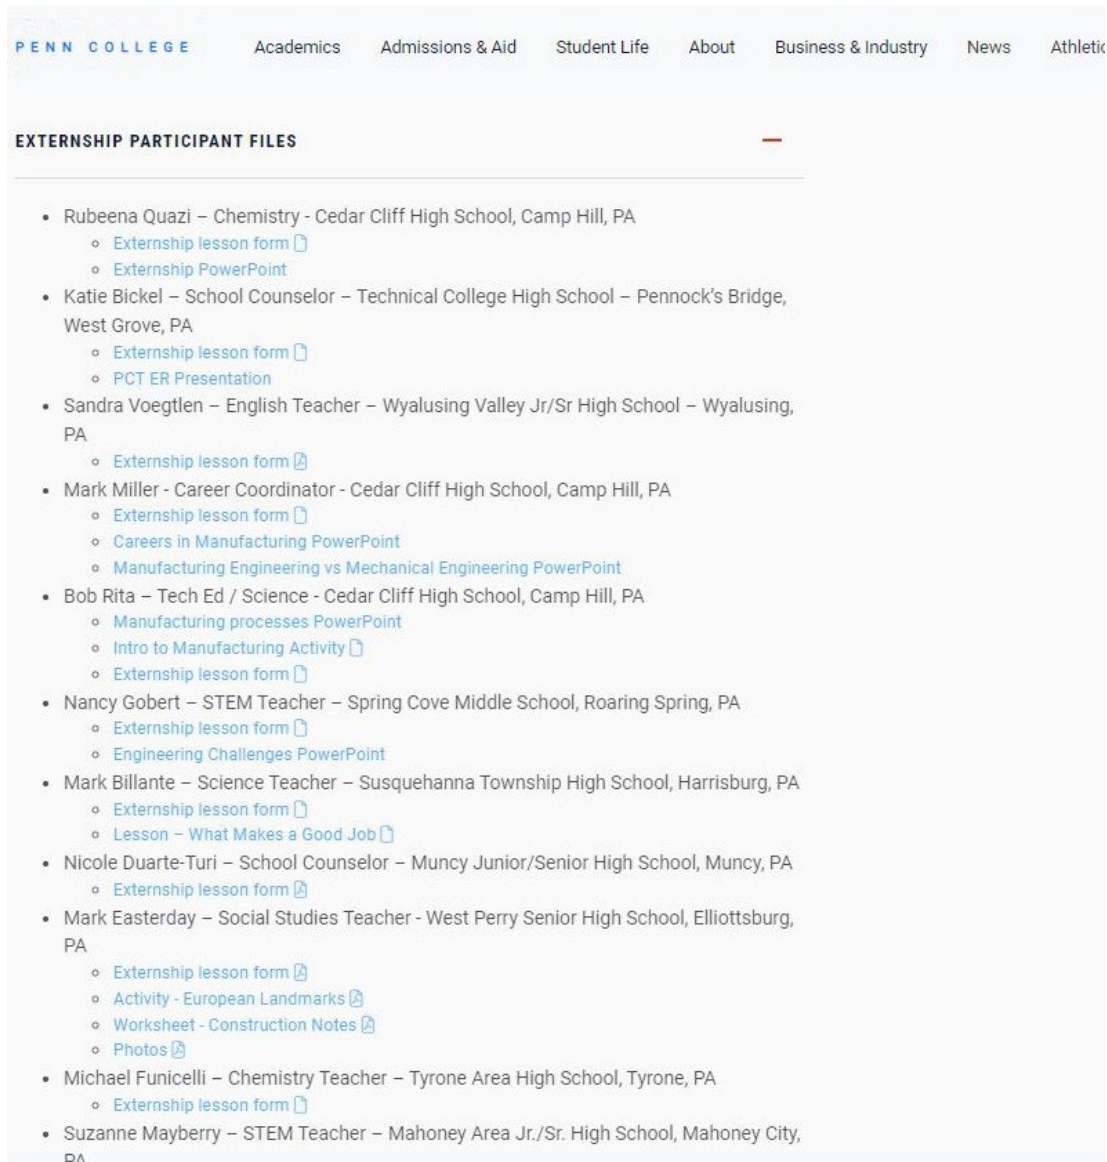 PENN COLLEGE Academics Admissions & Aid Student Life About Business & Industry News Athletic
EXTERNSHIP PARTICIPANT FILES
Rubeena Quazi – Chemistry - Cedar Cliff High School, Camp Hill, PA
Externship lesson form
Externship PowerPoint
Katie Bickel – School Counselor – Technical College High School – Pennock's Bridge,
West Grove, PA
Externship lesson form
PCT ER Presentation
Sandra Voegtlen – English Teacher – Wyalusing Valley Jr/Sr High School – Wyalusing,
PA
Externship lesson form
Mark Miller - Career Coordinator - Cedar Cliff High School, Camp Hill, PA
Externship lesson form
Careers in Manufacturing PowerPoint
Manufacturing Engineering vs Mechanical Engineering PowerPoint
Bob Rita – Tech Ed / Science - Cedar Cliff High School, Camp Hill, PA
Manufacturing processes PowerPoint
Intro to Manufacturing Activity
Externship lesson form
Nancy Gobert – STEM Teacher – Spring Cove Middle School, Roaring Spring, PA
Externship lesson form
Engineering Challenges PowerPoint
Mark Billante – Science Teacher – Susquehanna Township High School, Harrisburg, PA
Externship lesson form
Lesson – What Makes a Good Job
Nicole Duarte-Turi – School Counselor – Muncy Junior/Senior High School, Muncy, PA
Externship lesson form
Mark Easterday – Social Studies Teacher - West Perry Senior High School, Elliottsburg,
PA
Externship lesson form
Activity - European Landmarks
Worksheet - Construction Notes
Photos
Michael Funicelli – Chemistry Teacher – Tyrone Area High School, Tyrone, PA
Externship lesson form
Suzanne Mayberry – STEM Teacher – Mahoney Area Jr./Sr. High School, Mahoney City,
PA